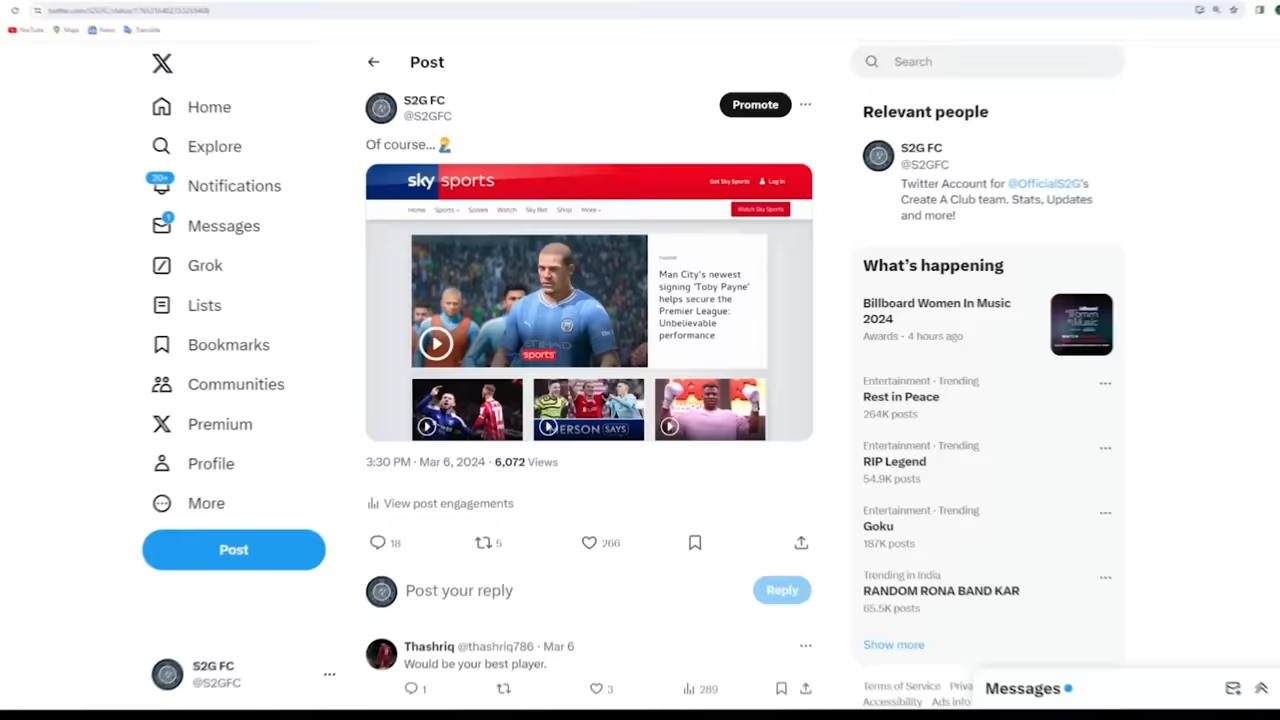 YouTube
Maps
News
Translate
Home
Explore
20+
Notifications
1
Messages
Grok
Lists
Bookmarks
Communities
Premium
Profile
More
Post
S2G FC
@S2GFC
Post
S2G FC
@S2GFC
Promote
Of course...
sky sports
Get Sky Sports
Log In
Home Sports Scores Watch Sky Bet Shop More
Watch Sky Sports
ETIHAD
sports
Man City's newest
signing 'Toby Payne'
helps secure the
Premier League:
Unbelievable
performance
ERSON SAYS
3:30 PM · Mar 6, 2024 · 6,072 Views
View post engagements
18
5
266
Post your reply
Reply
Thashriq @thashriq786 · Mar 6
Would be your best player.
1
3
289
Search
Relevant people
S2G FC
@S2GFC
Twitter Account for @OfficialS2G's
Create A Club team. Stats, Updates
and more!
What's happening
Billboard Women In Music
2024
Awards · 4 hours ago
Entertainment · Trending
Rest in Peace
264K posts
Entertainment · Trending
RIP Legend
54.9K posts
Entertainment · Trending
Goku
187K posts
Trending in India
RANDOM RONA BAND KAR
65.5K posts
Show more
Terms of Service Priva
Accessibility Ads info
Messages